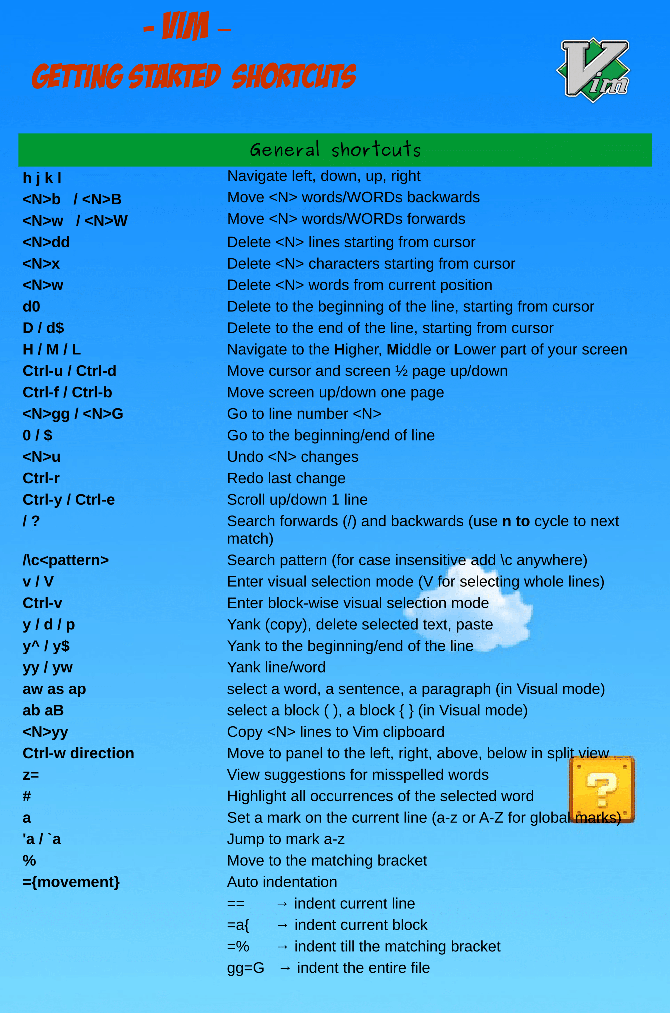 - VIM –
GETTING STARTED SHORTCUTS
Vim
General shortcuts
h j k l Navigate left, down, up, right
<N>b / <N>B Move <N> words/WORDs backwards
<N>w / <N>W Move <N> words/WORDs forwards
<N>dd Delete <N> lines starting from cursor
<N>x Delete <N> characters starting from cursor
<N>w Delete <N> words from current position
d0 Delete to the beginning of the line, starting from cursor
D / d$ Delete to the end of the line, starting from cursor
H / M / L Navigate to the Higher, Middle or Lower part of your screen
Ctrl-u / Ctrl-d Move cursor and screen ½ page up/down
Ctrl-f / Ctrl-b Move screen up/down one page
<N>gg / <N>G Go to line number <N>
0 / $ Go to the beginning/end of line
<N>u Undo <N> changes
Ctrl-r Redo last change
Ctrl-y / Ctrl-e Scroll up/down 1 line
/ ? Search forwards (/) and backwards (use n to cycle to next
match)
/\c<pattern> Search pattern (for case insensitive add \c anywhere)
v / V Enter visual selection mode (V for selecting whole lines)
Ctrl-v Enter block-wise visual selection mode
y / d / p Yank (copy), delete selected text, paste
y^ / y$ Yank to the beginning/end of the line
yy / yw Yank line/word
aw as ap select a word, a sentence, a paragraph (in Visual mode)
ab aB select a block ( ), a block { } (in Visual mode)
<N>yy Copy <N> lines to Vim clipboard
Ctrl-w direction Move to panel to the left, right, above, below in split view
z= View suggestions for misspelled words
# Highlight all occurrences of the selected word
a Set a mark on the current line (a-z or A-Z for global marks)
'a / `a Jump to mark a-z
% Move to the matching bracket
={movement} Auto indentation
== → indent current line
=a{ → indent current block
=% → indent till the matching bracket
gg=G → indent the entire file